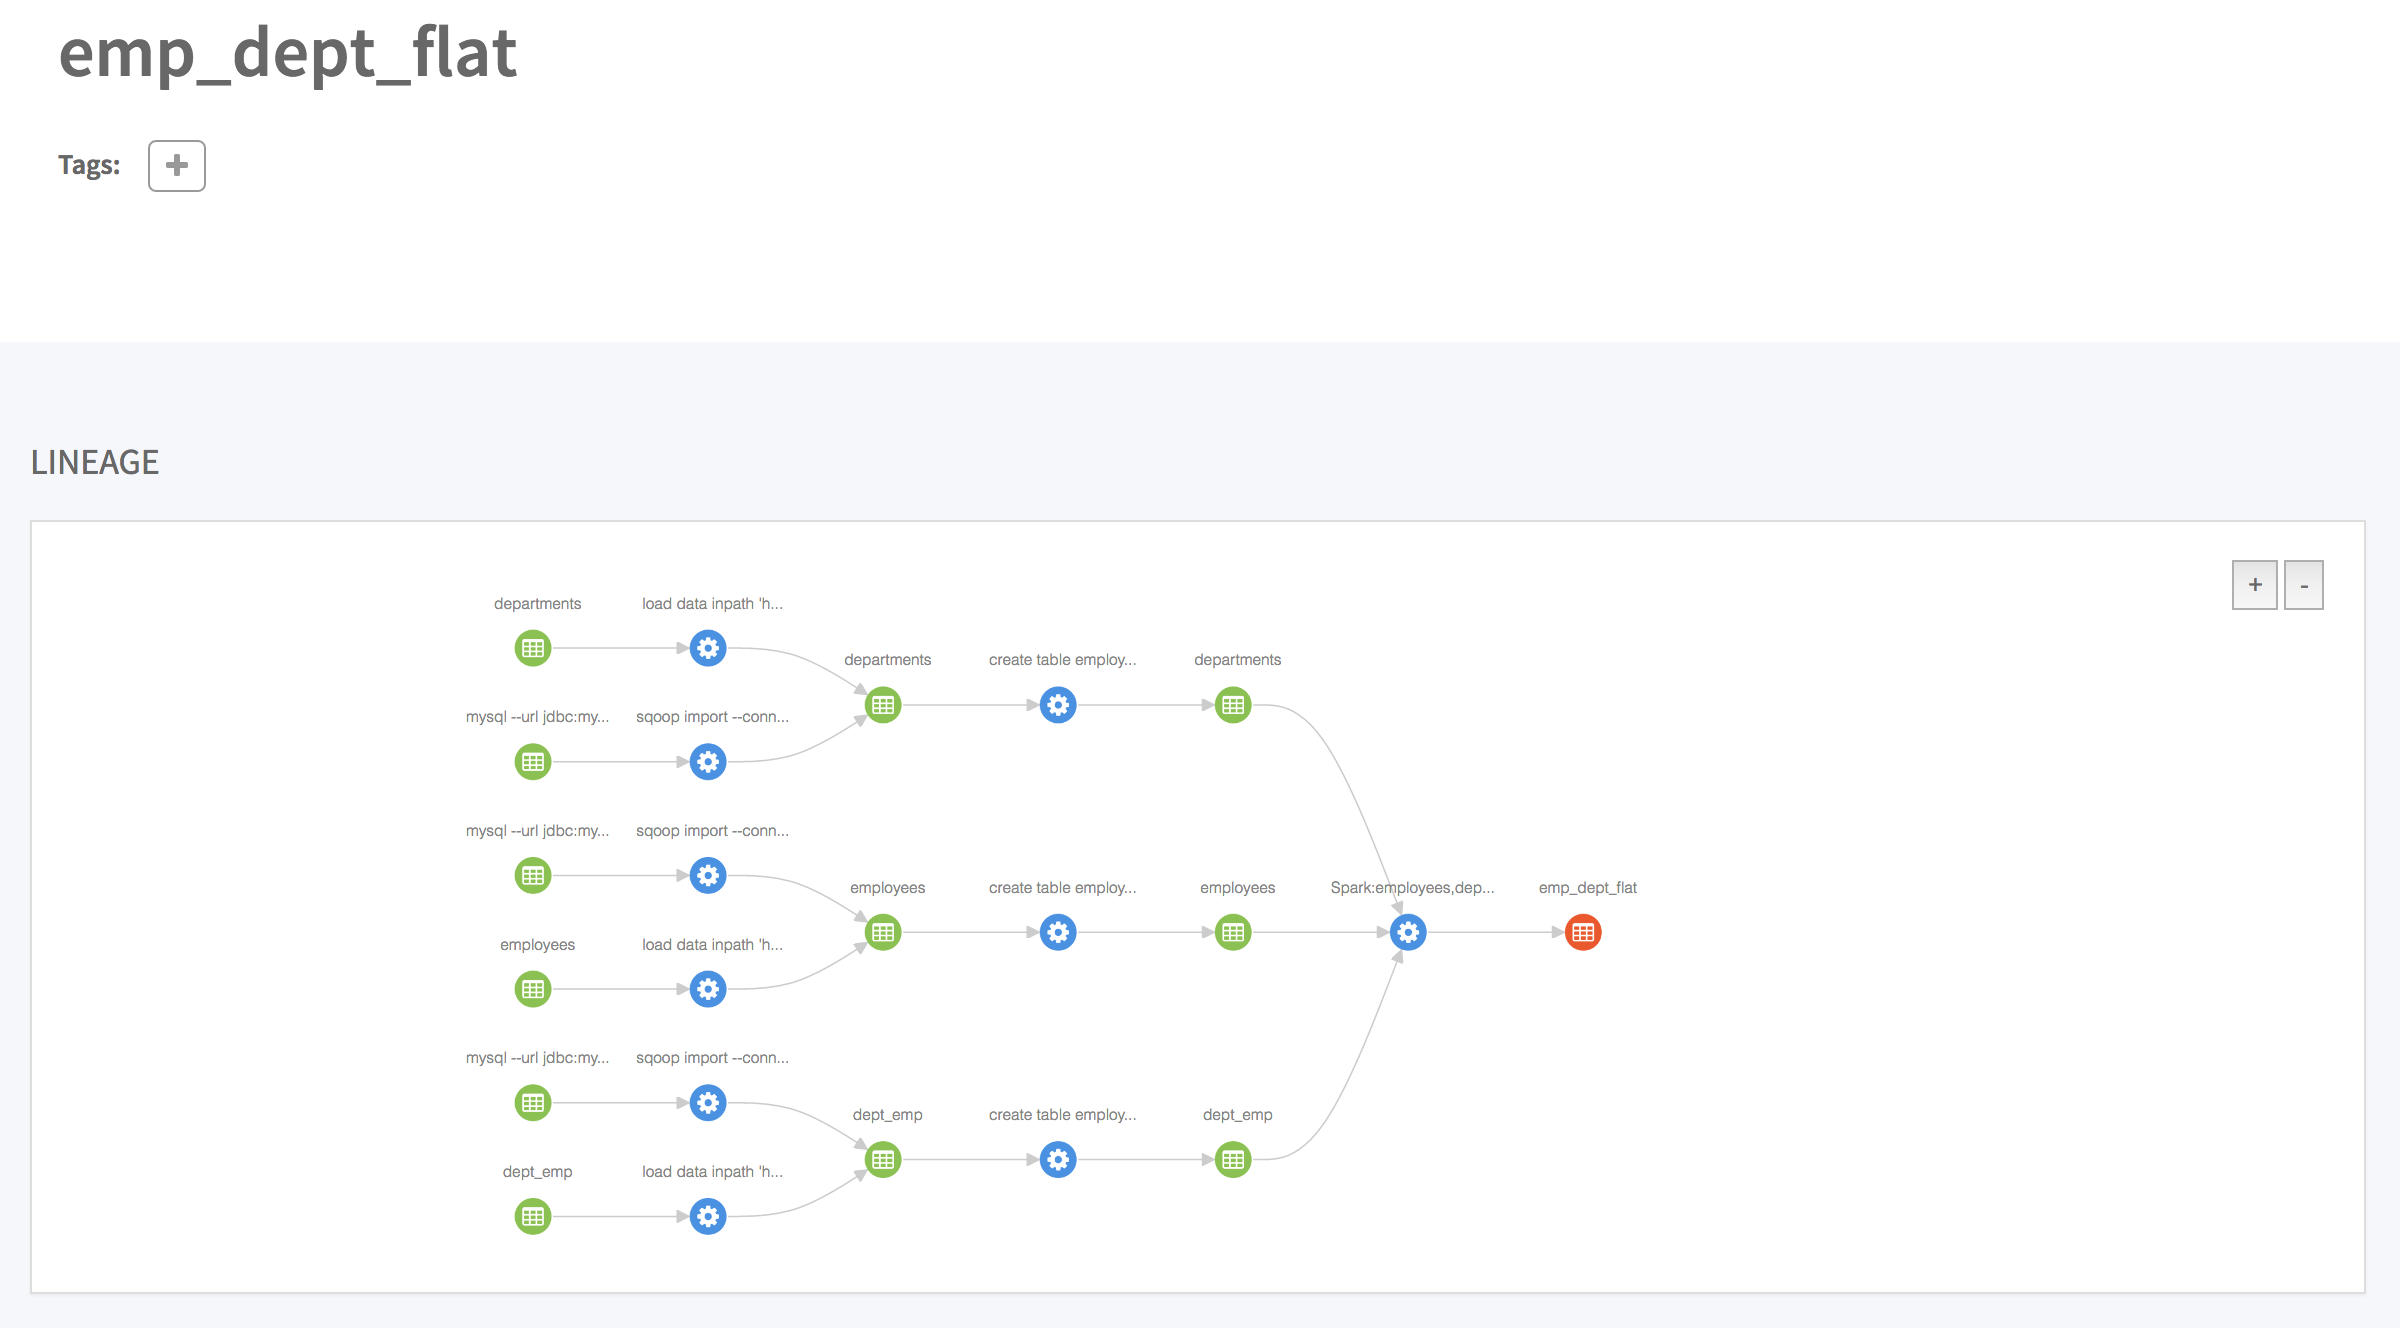 emp_dept_flat
Tags:
+
LINEAGE
+ -
departments load data inpath 'h...
departments create table employ... departments
mysql --url jdbc:my... sqoop import --conn...
mysql --url jdbc:my... sqoop import --conn...
employees create table employ... employees Spark:employees,dep... emp_dept_flat
employees load data inpath 'h...
mysql --url jdbc:my... sqoop import --conn...
dept_emp create table employ... dept_emp
dept_emp load data inpath 'h...